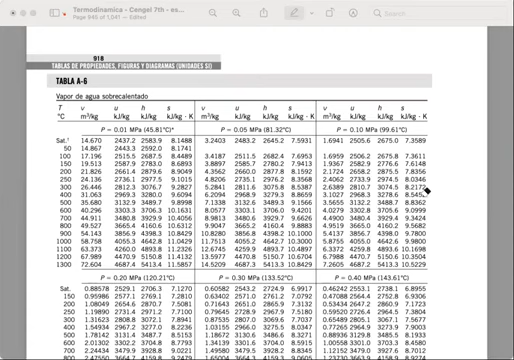 Termodinamica - Cengel 7th - es...
Page 945 of 1,041 — Edited
Search
918
TABLAS DE PROPIEDADES, FIGURAS Y DIAGRAMAS (UNIDADES SI)
TABLA A-6
Vapor de agua sobrecalentado
T v u h s v u h s v u h s
°C m³/kg kJ/kg kJ/kg kJ/kg · K m³/kg kJ/kg kJ/kg kJ/kg · K m³/kg kJ/kg kJ/kg kJ/kg · K
P = 0.01 MPa (45.81°C)* P = 0.05 MPa (81.32°C) P = 0.10 MPa (99.61°C)
Sat.† 14.670 2437.2 2583.9 8.1488 3.2403 2483.2 2645.2 7.5931 1.6941 2505.6 2675.0 7.3589
50 14.867 2443.3 2592.0 8.1741
100 17.196 2515.5 2687.5 8.4489 3.4187 2511.5 2682.4 7.6953 1.6959 2506.2 2675.8 7.3611
150 19.513 2587.9 2783.0 8.6893 3.8897 2585.7 2780.2 7.9413 1.9367 2582.9 2776.6 7.6148
200 21.826 2661.4 2879.6 8.9049 4.3562 2660.0 2877.8 8.1592 2.1724 2658.2 2875.5 7.8356
250 24.136 2736.1 2977.5 9.1015 4.8206 2735.1 2976.2 8.3568 2.4062 2733.9 2974.5 8.0346
300 26.446 2812.3 3076.7 9.2827 5.2841 2811.6 3075.8 8.5387 2.6389 2810.7 3074.5 8.2172
400 31.063 2969.3 3280.0 9.6094 6.2094 2968.9 3279.3 8.8659 3.1027 2968.3 3278.6
500 35.680 3132.9 3489.7 9.8998 7.1338 3132.6 3489.3 9.1566 3.5655 3132.2 3488.7 8.8362
600 40.296 3303.3 3706.3 10.1631 8.0577 3303.1 3706.0 9.4201 4.0279 3302.8 3705.6 9.0999
700 44.911 3480.8 3929.9 10.4056 8.9813 3480.6 3929.7 9.6626 4.4900 3480.4 3929.4 9.3424
800 49.527 3665.4 4160.6 10.6312 9.9047 3665.2 4160.4 9.8883 4.9519 3665.0 4160.2 9.5682
900 54.143 3856.9 4398.3 10.8429 10.8280 3856.8 4398.2 10.1000 5.4137 3856.7 4398.0 9.7800
1000 58.758 4055.3 4642.8 11.0429 11.7513 4055.2 4642.7 10.3000 5.8755 4055.0 4642.6 9.9800
1100 63.373 4260.0 4893.8 11.2326 12.6745 4259.9 4893.7 10.4897 6.3372 4259.8 4893.6 10.1698
1200 67.989 4470.9 5150.8 11.4132 13.5977 4470.8 5150.7 10.6704 6.7988 4470.7 5150.6 10.3504
1300 72.604 4687.4 5413.4 11.5857 14.5209 4687.3 5413.3 10.8429 7.2605 4687.2 5413.3 10.5229
P = 0.20 MPa (120.21°C) P = 0.30 MPa (133.52°C) P = 0.40 MPa (143.61°C)
Sat. 0.88578 2529.1 2706.3 7.1270 0.60582 2543.2 2724.9 6.9917 0.46242 2553.1 2738.1 6.8955
150 0.95986 2577.1 2769.1 7.2810 0.63402 2571.0 2761.2 7.0792 0.47088 2564.4 2752.8 6.9306
200 1.08049 2654.6 2870.7 7.5081 0.71643 2651.0 2865.9 7.3132 0.53434 2647.2 2860.9 7.1723
250 1.19890 2731.4 2971.2 7.7100 0.79645 2728.9 2967.9 7.5180 0.59520 2726.4 2964.5 7.3804
300 1.31623 2808.8 3072.1 7.8941 0.87535 2807.0 3069.6 7.7037 0.65489 2805.1 3067.1 7.5677
400 1.54934 2967.2 3277.0 8.2236 1.03155 2966.0 3275.5 8.0347 0.77265 2964.9 3273.9 7.9003
500 1.78142 3131.4 3487.7 8.5153 1.18672 3130.6 3486.6 8.3271 0.88936 3129.8 3485.5 8.1933
600 2.01302 3302.2 3704.8 8.7793 1.34139 3301.6 3704.0 8.5915 1.00558 3301.0 3703.3 8.4580
700 2.24434 3479.9 3928.8 9.0221 1.49580 3479.5 3928.2 8.8345 1.12152 3479.0 3927.6 8.7012